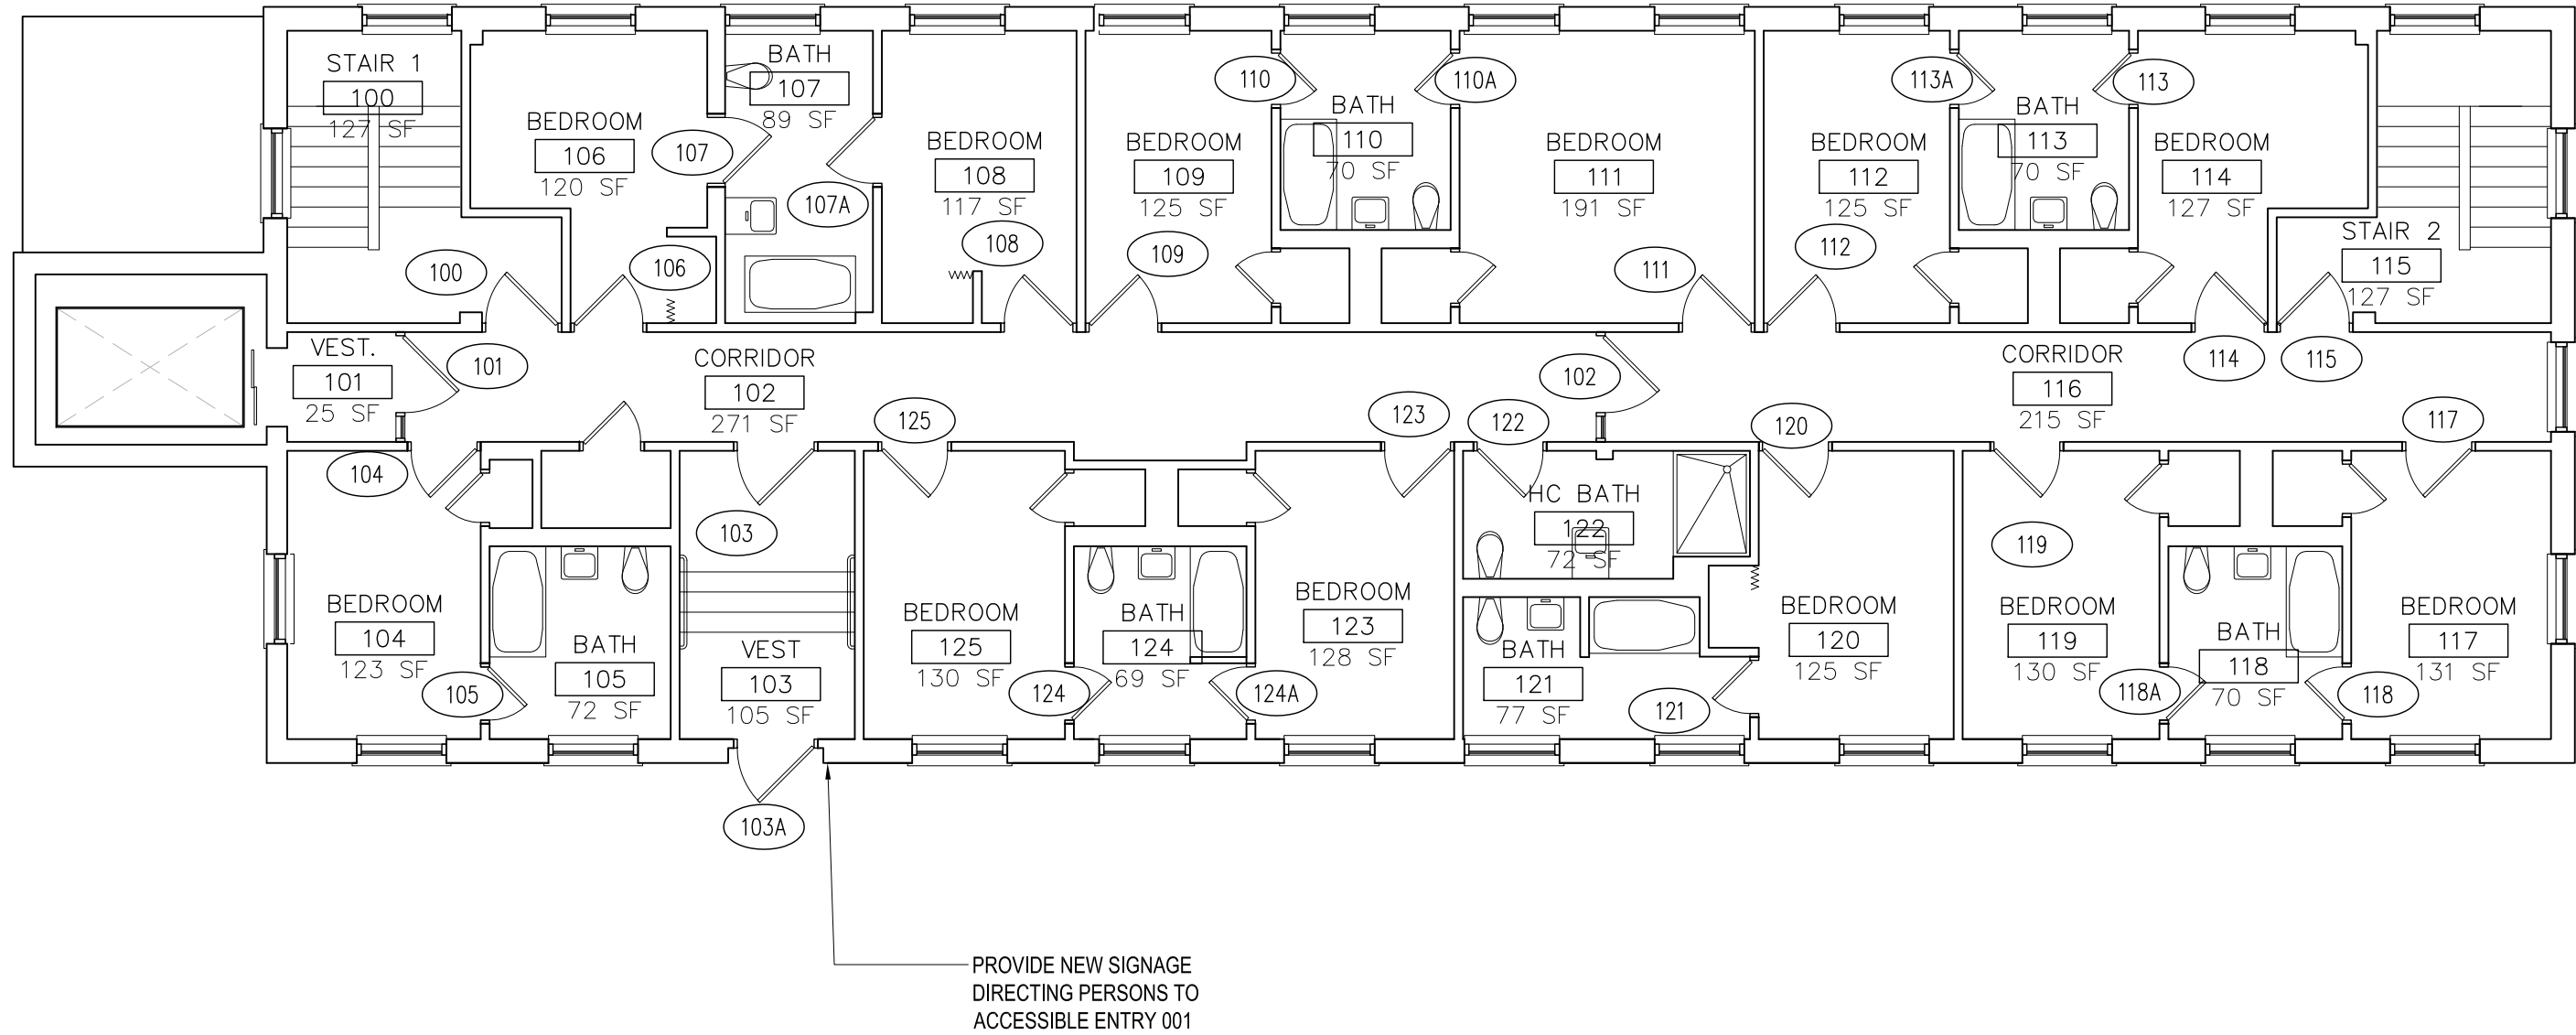 STAIR 1
100
127 SF
BEDROOM
106
120 SF
BATH
107
89 SF
107
107A
106
100
BEDROOM
108
117 SF
108
BEDROOM
109
125 SF
109
110
BATH
110
70 SF
110A
BEDROOM
111
191 SF
111
BEDROOM
112
125 SF
112
113A
BATH
113
70 SF
113
BEDROOM
114
127 SF
STAIR 2
115
127 SF
VEST.
101
25 SF
101
CORRIDOR
102
271 SF
125
123
122
102
120
CORRIDOR
116
215 SF
114
115
117
104
BEDROOM
104
123 SF
105
BATH
105
72 SF
103
VEST
103
105 SF
103A
BEDROOM
125
130 SF
124
BATH
124
69 SF
124A
BEDROOM
123
128 SF
HC BATH
122
72 SF
BATH
121
77 SF
121
BEDROOM
120
125 SF
119
BEDROOM
119
130 SF
118A
BATH
118
70 SF
118
BEDROOM
117
131 SF
PROVIDE NEW SIGNAGE
DIRECTING PERSONS TO
ACCESSIBLE ENTRY 001